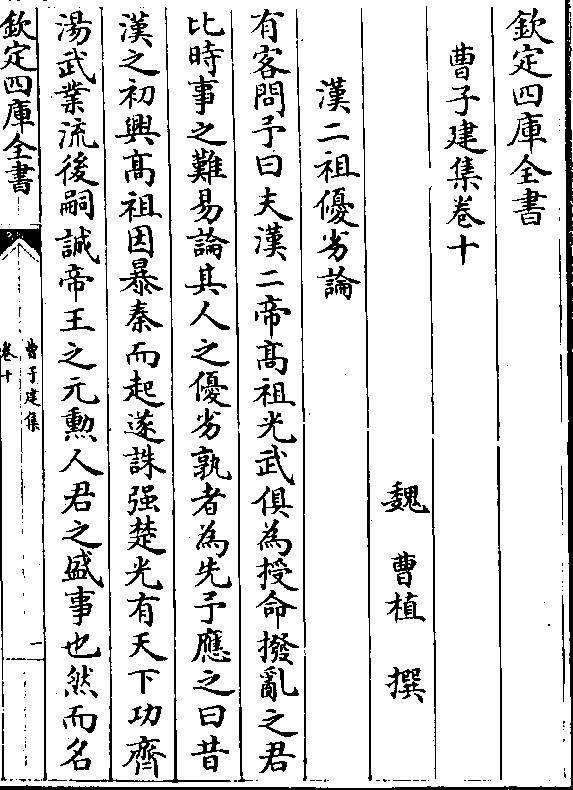 欽定四庫全書
曹子建集卷十
魏 曹植 撰
漢二祖優劣論
有客問予曰夫漢二帝髙祖光武俱為授命撥亂之君
比時事之難易論其人之優劣孰者為先予應之曰昔
漢之初興髙祖因暴秦而起遂誅强楚光有天下功齊
湯武業流後嗣誠帝王之元勲人君之盛事也然而名
欽定四庫全書
曹子建集
卷十
一